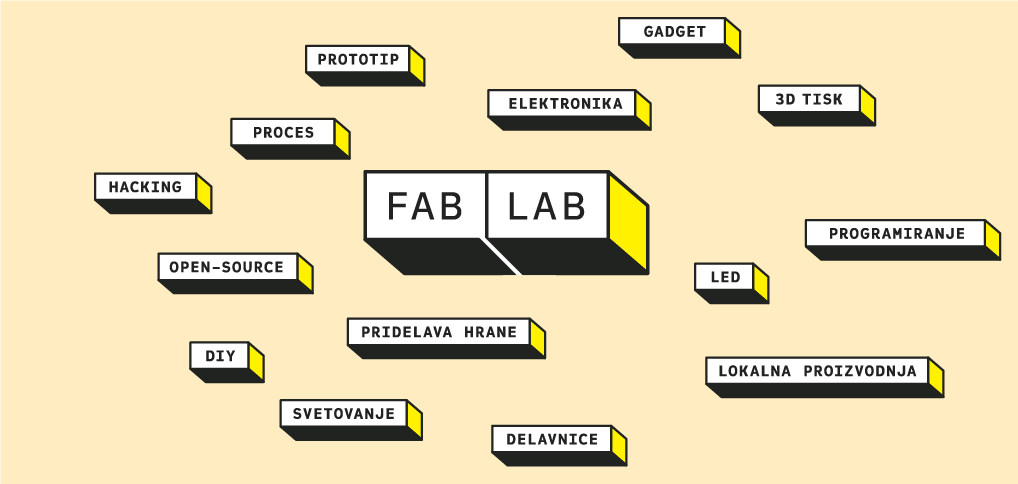 GADGET
PROTOTIP
ELEKTRONIKA
3D TISK
PROCES
HACKING
FAB LAB
PROGRAMIRANJE
OPEN-SOURCE
LED
PRIDELAVA HRANE
DIY
LOKALNA PROIZVODNJA
SVETOVANJE
DELAVNICE